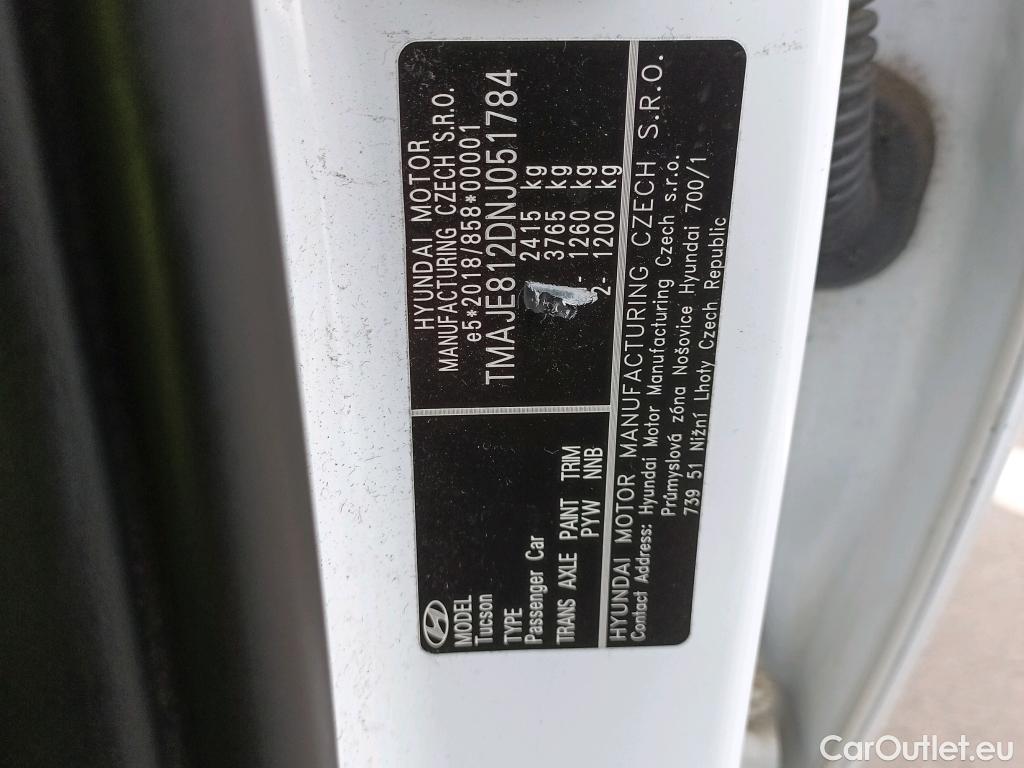 HYUNDAI MOTOR
MANUFACTURING CZECH S.R.O.
e5*2018/858*00001
TMAJE812DNJ051784
2415 kg
3765 kg
1260 kg
2- 1200 kg
MODEL
Tucson
TYPE
Passenger Car
TRANS AXLE PAINT TRIM
PYW NNB
HYUNDAI MOTOR MANUFACTURING CZECH S.R.O.
Contact Address: Hyundai Motor Manufacturing Czech s.r.o.
Průmyslová zóna Nošovice Hyundai 700/1
739 51 Nižní Lhoty Czech Republic
CarOutlet.eu